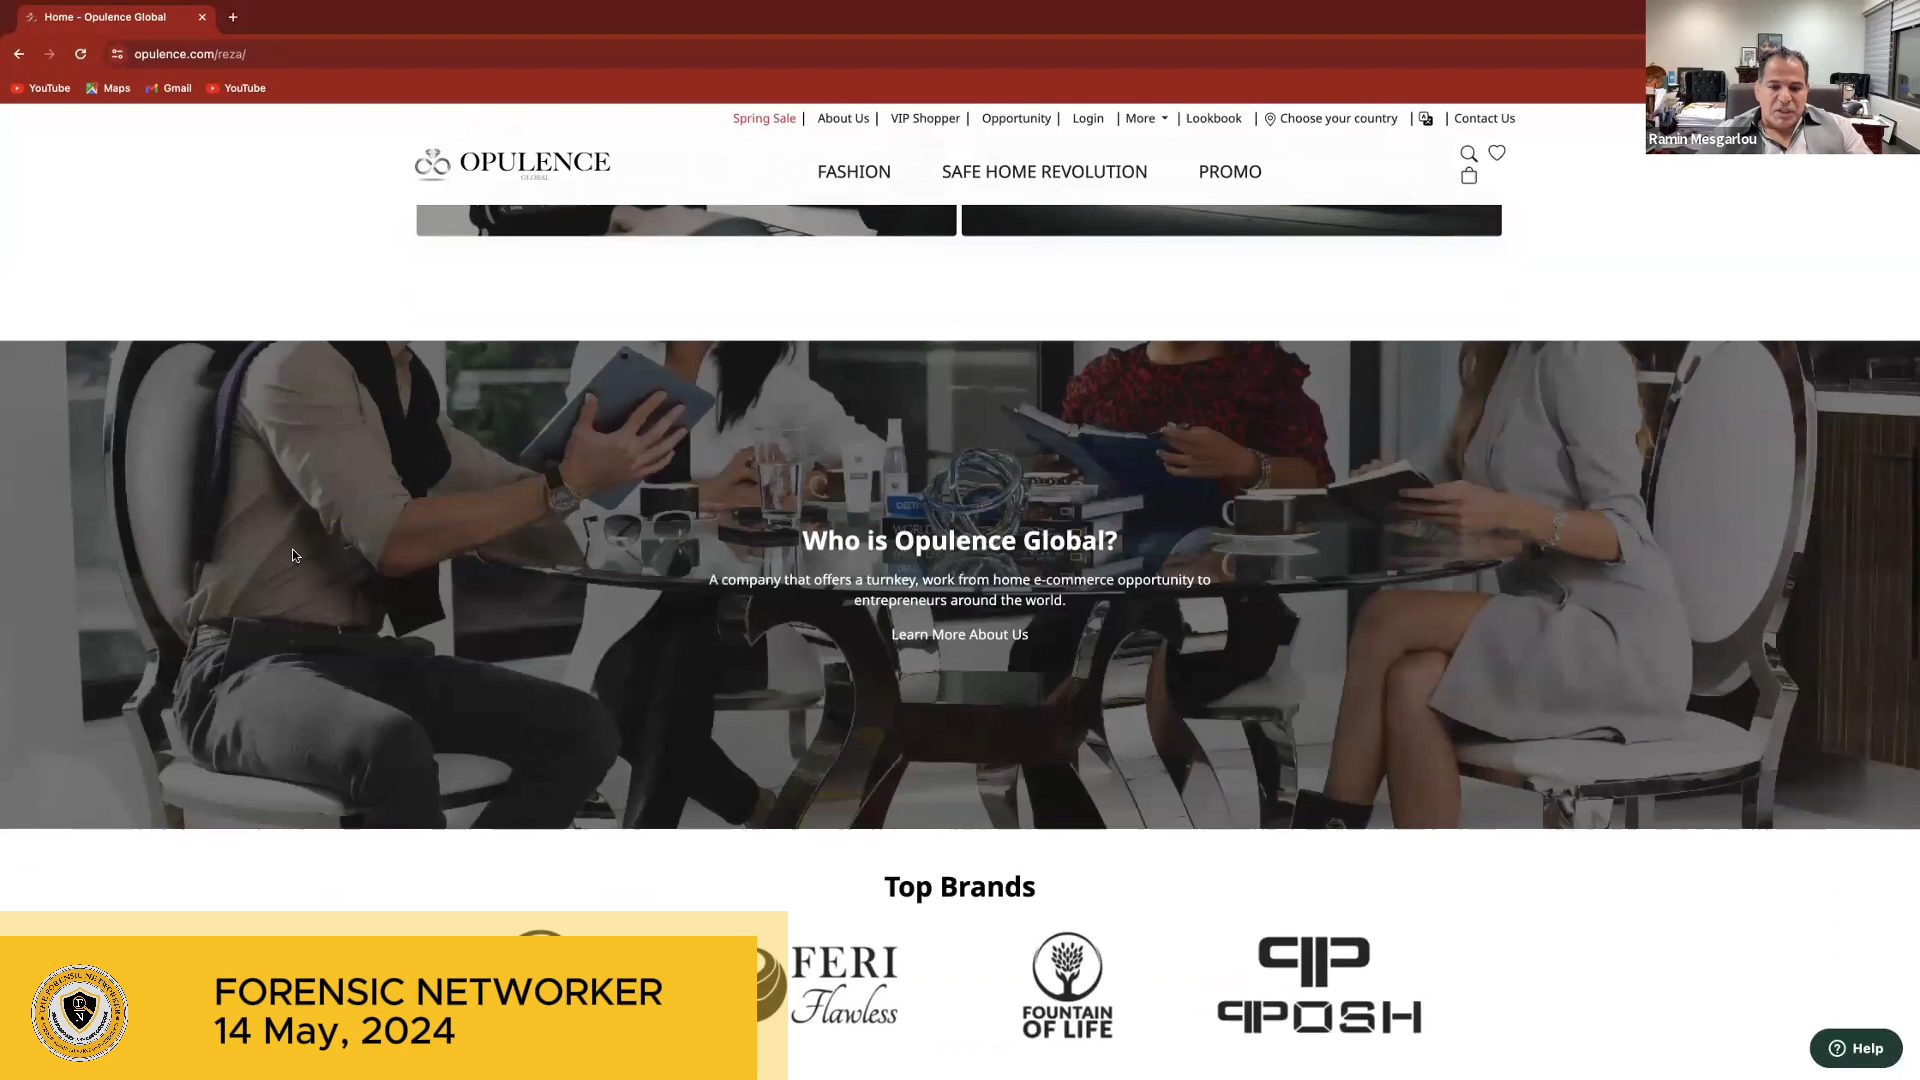 Home - Opulence Global
opulence.com/reza/
YouTube
Maps
Gmail
YouTube
Ramin Mesgarlou
Spring Sale | About Us | VIP Shopper | Opportunity | Login | More | Lookbook | Choose your country | | Contact Us
OPULENCE
GLOBAL
FASHION
SAFE HOME REVOLUTION
PROMO
Who is Opulence Global?
A company that offers a turnkey, work from home e-commerce opportunity to
entrepreneurs around the world.
Learn More About Us
Top Brands
FERI
Flawless
FOUNTAIN
OF LIFE
POSH
FORENSIC NETWORKER
14 May, 2024
Help